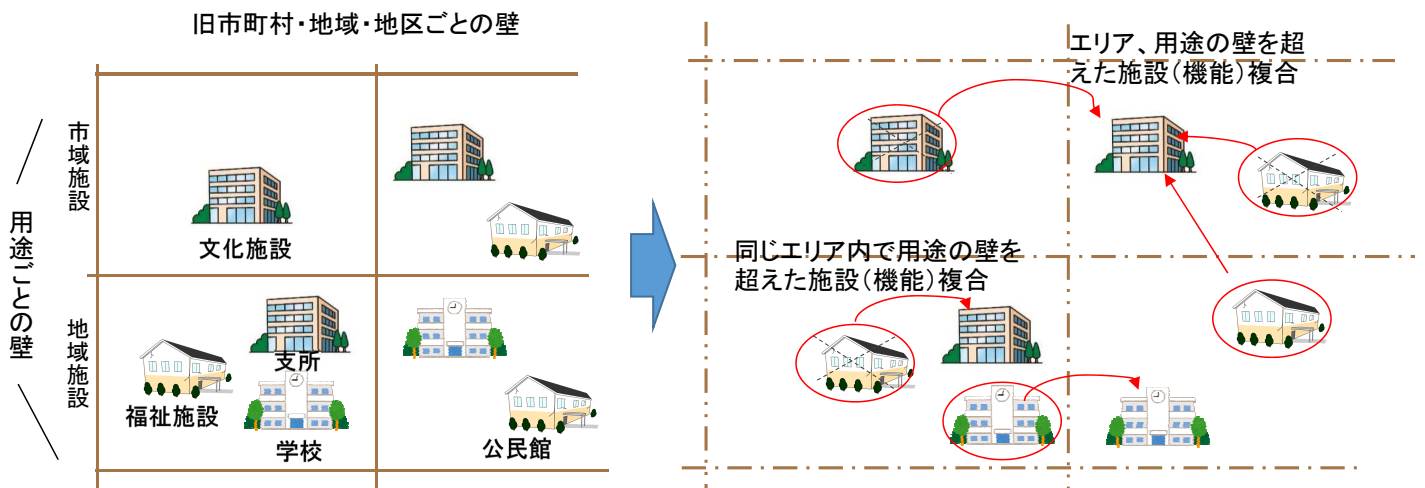 旧市町村・地域・地区ごとの壁
用途ごとの壁
市域施設
地域施設
文化施設
支所
福祉施設
学校
公民館
エリア、用途の壁を超
えた施設(機能)複合
同じエリア内で用途の壁を
超えた施設(機能)複合